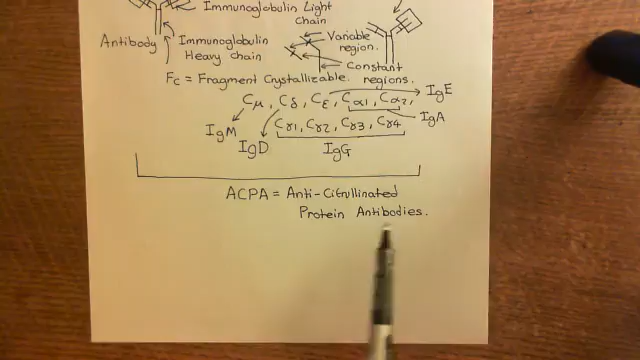 Immunoglobulin Light
Chain
Antibody
Immunoglobulin
Heavy Chain
Variable
region.
Constant
regions.
Fc = Fragment Crystallizable.
Cμ, Cδ, Cε, Cα1, Cα2,
IgE
Cγ1, Cγ2, Cγ3, Cγ4
IgA
IgM
IgD
IgG
ACPA = Anti-Citrullinated
Protein Antibodies.